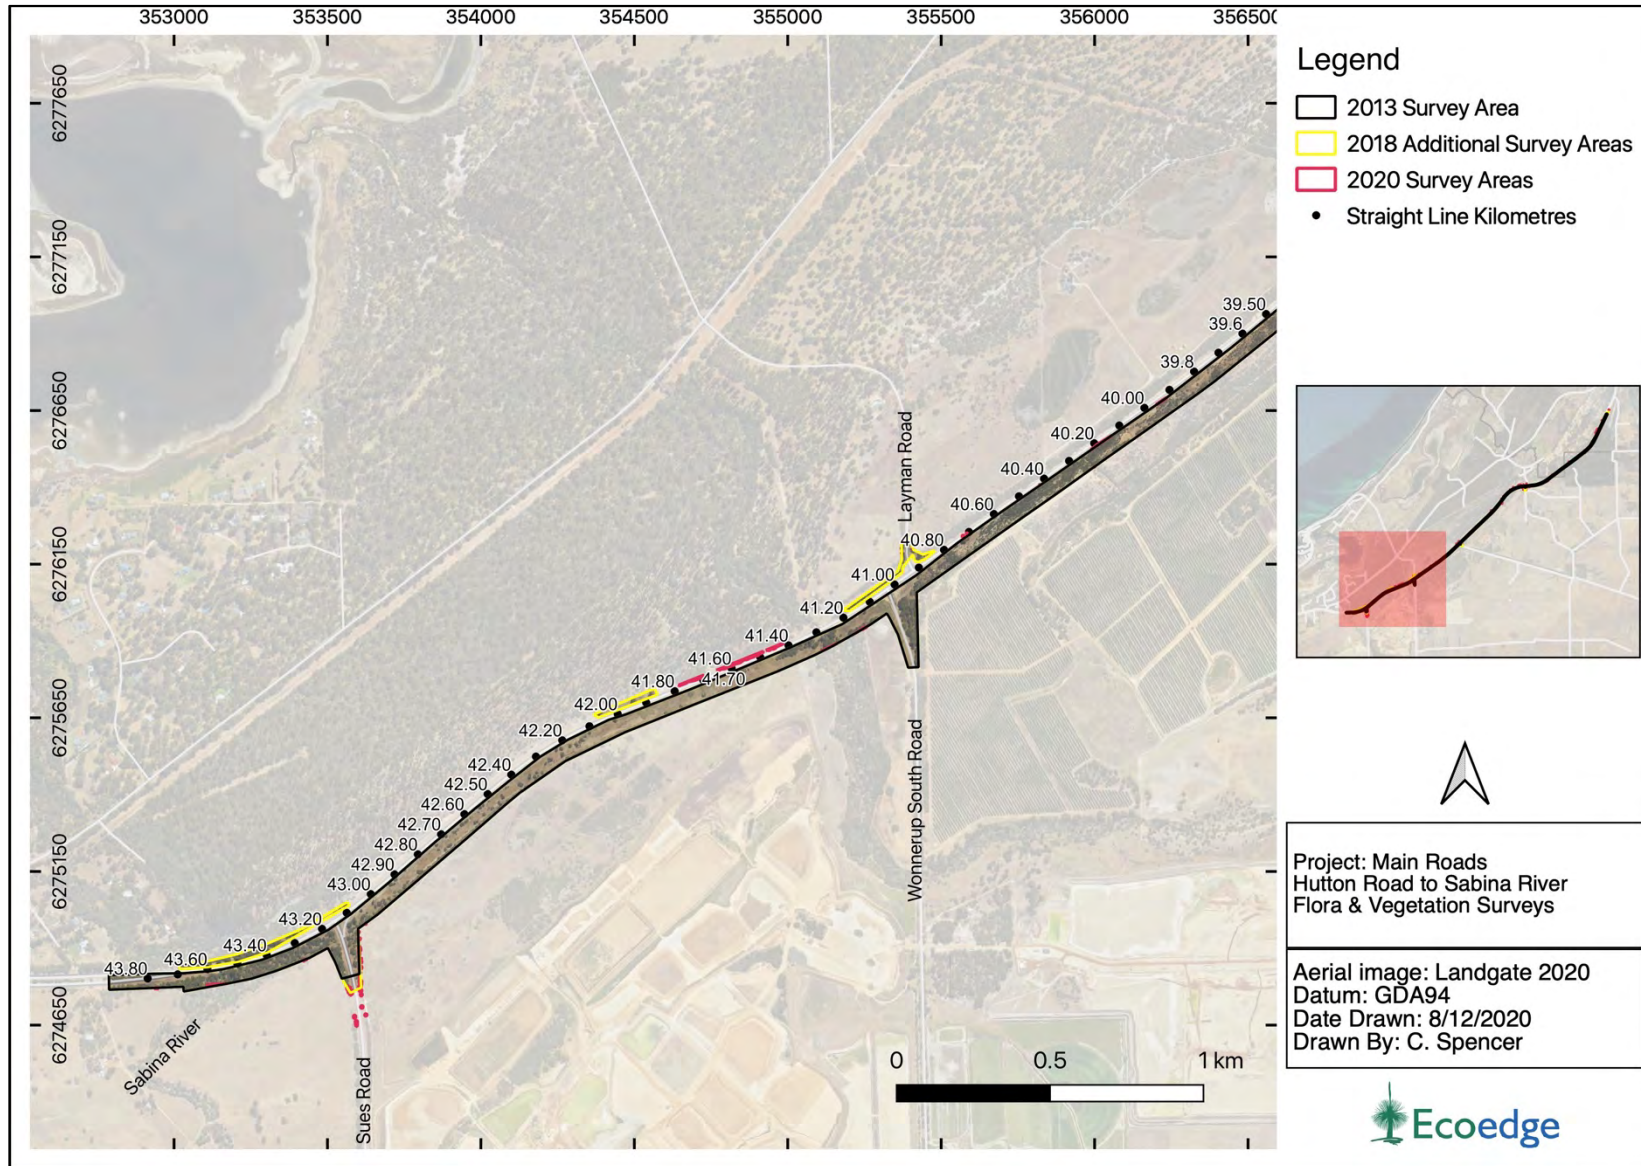 353000 353500 354000 354500 355000 355500 356000 35650
6277650
6277150
6276650
6276150
6275650
6275150
6274650
39.50
39.6
39.8
40.00
40.20
40.40
40.60
40.80
41.00
41.20
41.40
41.60
41.70
41.80
42.00
42.20
42.40
42.50
42.60
42.70
42.80
42.90
43.00
43.20
43.40
43.60
43.80
Layman Road
Wonnerup South Road
Sues Road
Sabina River
0 0.5 1 km
Legend
2013 Survey Area
2018 Additional Survey Areas
2020 Survey Areas
Straight Line Kilometres
Project: Main Roads
Hutton Road to Sabina River
Flora & Vegetation Surveys
Aerial image: Landgate 2020
Datum: GDA94
Date Drawn: 8/12/2020
Drawn By: C. Spencer
Ecoedge